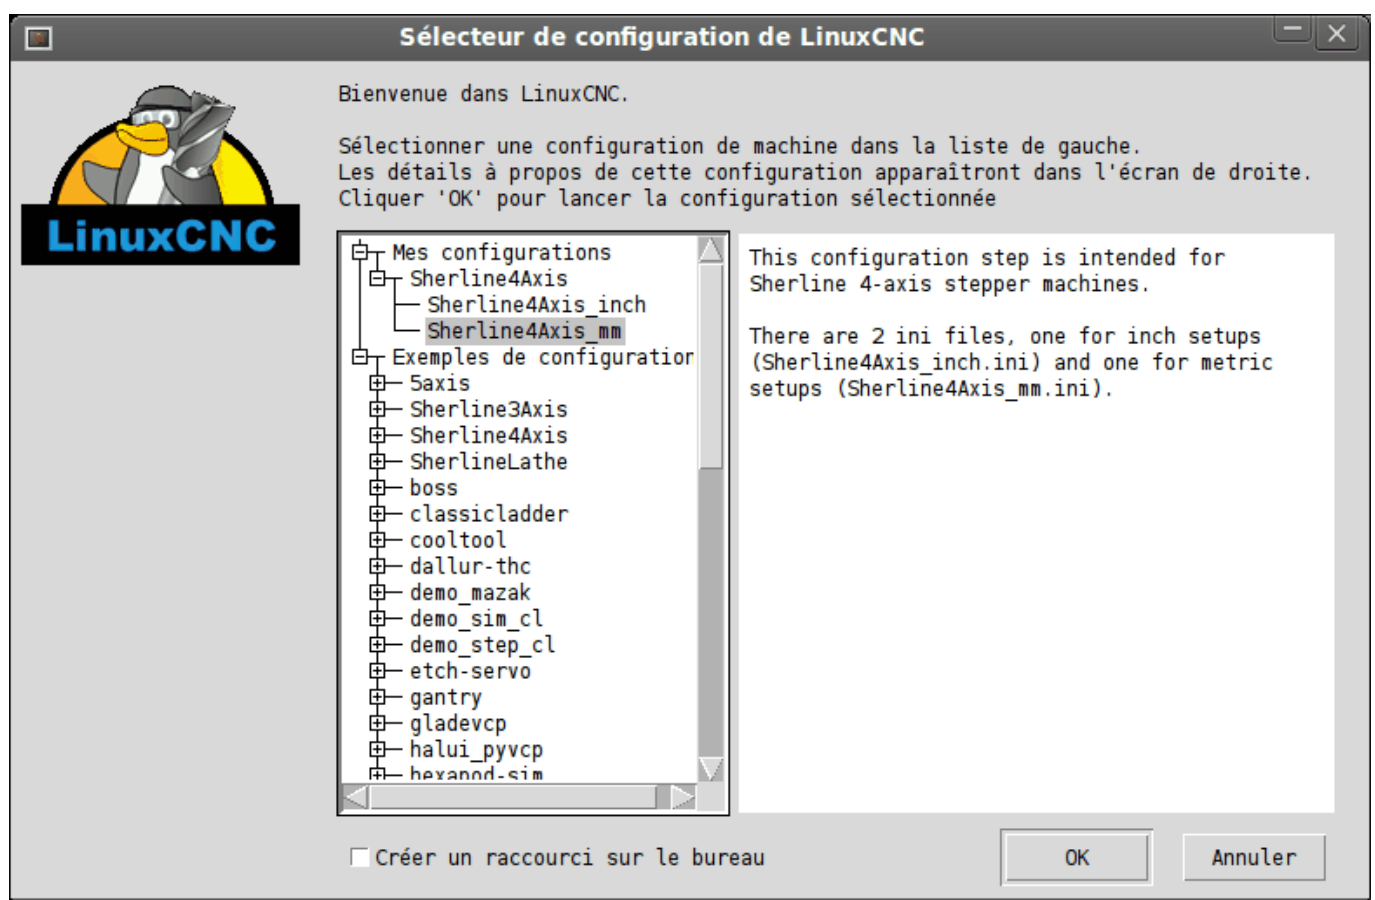 Sélecteur de configuration de LinuxCNC
LinuxCNC
Bienvenue dans LinuxCNC.
Sélectionner une configuration de machine dans la liste de gauche.
Les détails à propos de cette configuration apparaîtront dans l'écran de droite.
Cliquer 'OK' pour lancer la configuration sélectionnée
Mes configurations
Sherline4Axis
Sherline4Axis_inch
Sherline4Axis_mm
Exemples de configuration
5axis
Sherline3Axis
Sherline4Axis
SherlineLathe
boss
classicladder
cooltool
dallur-thc
demo_mazak
demo_sim_cl
demo_step_cl
etch-servo
gantry
gladevcp
halui_pyvcp
hexapod-sim
This configuration step is intended for
Sherline 4-axis stepper machines.
There are 2 ini files, one for inch setups
(Sherline4Axis_inch.ini) and one for metric
setups (Sherline4Axis_mm.ini).
Créer un raccourci sur le bureau
OK
Annuler